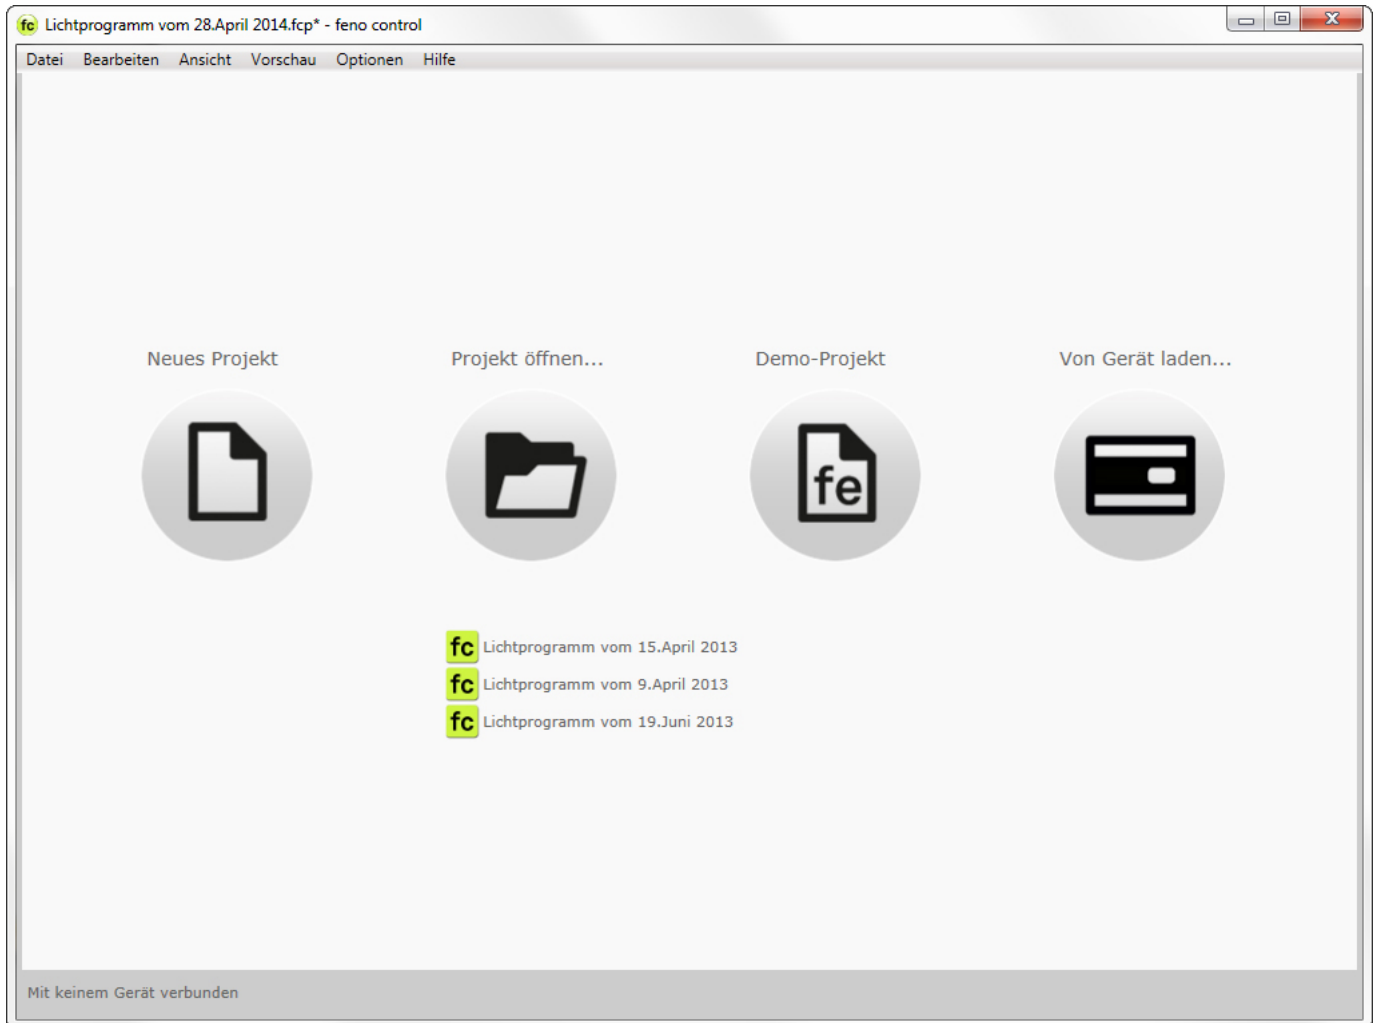 fc Lichtprogramm vom 28.April 2014.fcp* - feno control
Datei Bearbeiten Ansicht Vorschau Optionen Hilfe
Neues Projekt Projekt öffnen... Demo-Projekt Von Gerät laden...
fe
fc Lichtprogramm vom 15.April 2013
fc Lichtprogramm vom 9.April 2013
fc Lichtprogramm vom 19.Juni 2013
Mit keinem Gerät verbunden